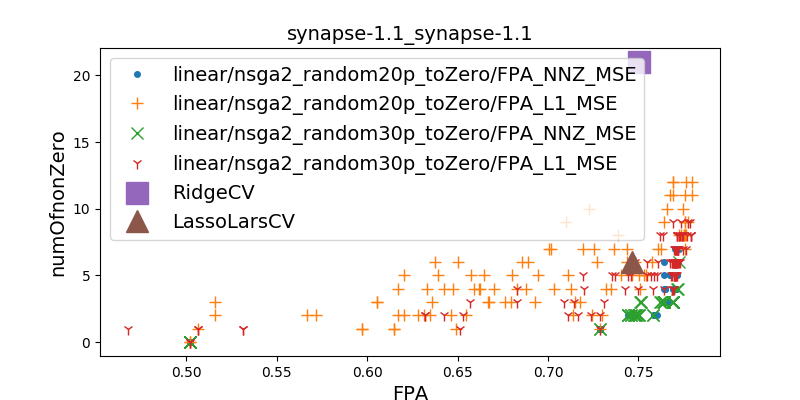 synapse-1.1_synapse-1.1
linear/nsga2_random20p_toZero/FPA_NNZ_MSE
linear/nsga2_random20p_toZero/FPA_L1_MSE
linear/nsga2_random30p_toZero/FPA_NNZ_MSE
linear/nsga2_random30p_toZero/FPA_L1_MSE
RidgeCV
LassoLarsCV
numOfnonZero
20
15
10
5
0
0.50
0.55
0.60
0.65
0.70
0.75
FPA